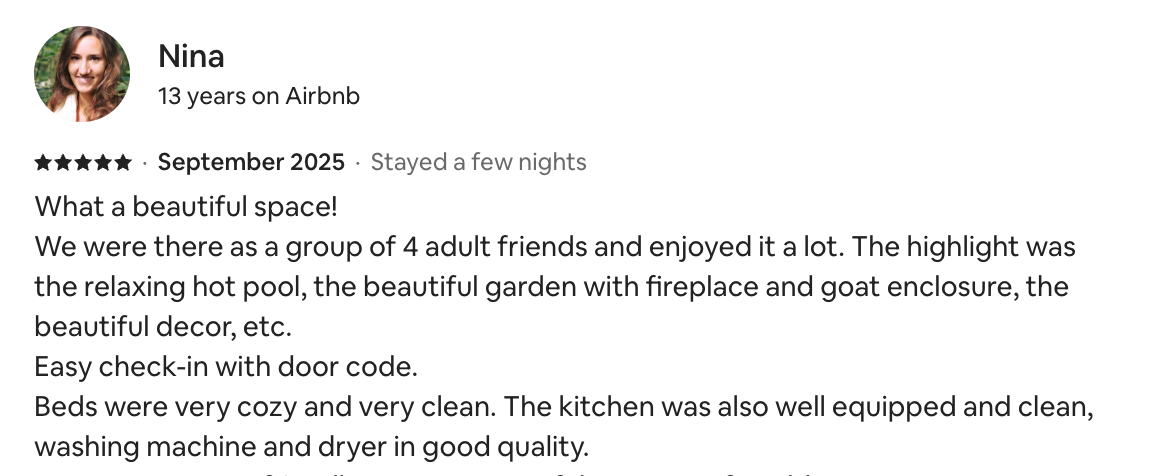 Nina
13 years on Airbnb
★★★★★ · September 2025 · Stayed a few nights
What a beautiful space!
We were there as a group of 4 adult friends and enjoyed it a lot. The highlight was
the relaxing hot pool, the beautiful garden with fireplace and goat enclosure, the
beautiful decor, etc.
Easy check-in with door code.
Beds were very cozy and very clean. The kitchen was also well equipped and clean,
washing machine and dryer in good quality.